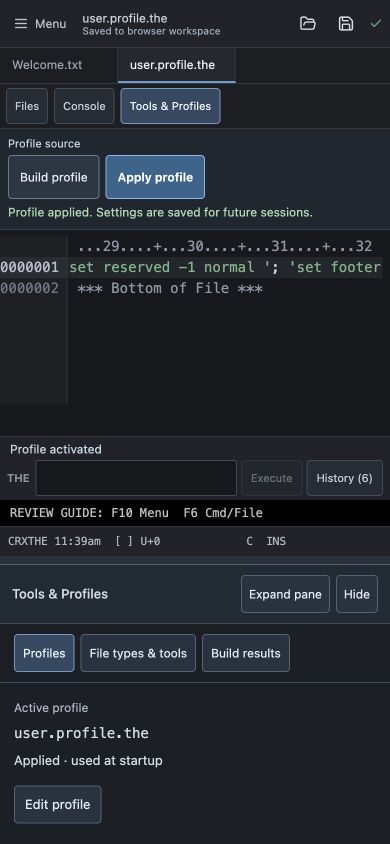 Menu
user.profile.the
Saved to browser workspace
Welcome.txt
user.profile.the
Files
Console
Tools & Profiles
Profile source
Build profile
Apply profile
Profile applied. Settings are saved for future sessions.
...29....+...30....+...31....+...32
0000001 set reserved -1 normal '; 'set footer
0000002 *** Bottom of File ***
Profile activated
THE
Execute
History (6)
REVIEW GUIDE: F10 Menu F6 Cmd/File
CRXTHE 11:39am [ ] U+0 C INS
Tools & Profiles
Expand pane
Hide
Profiles
File types & tools
Build results
Active profile
user.profile.the
Applied · used at startup
Edit profile